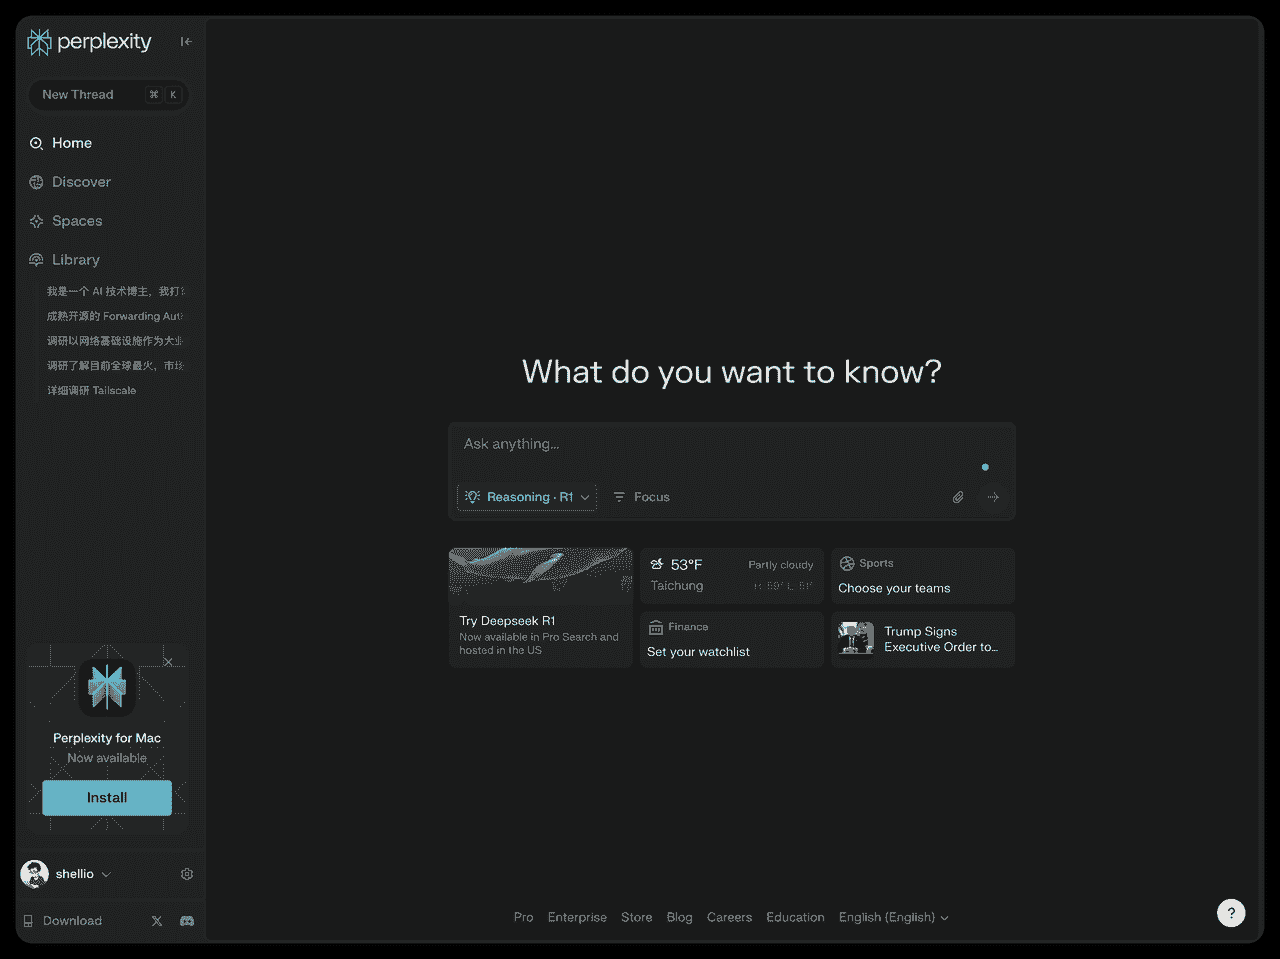 perplexity
New Thread ⌘ K
Home
Discover
Spaces
Library
我是一个 AI 技术博主，我打
成熟开源的 Forwarding Aut
调研以网络基础设施作为大业
调研了解目前全球最火，市场
详细调研 Tailscale
Perplexity for Mac
Now available
Install
shellio
Download
What do you want to know?
Ask anything...
Reasoning · R1
Focus
Try Deepseek R1
Now available in Pro Search and
hosted in the US
53°F
Partly cloudy
Taichung
H: 59° L: 51°
Sports
Choose your teams
Finance
Set your watchlist
Trump Signs
Executive Order to...
Pro Enterprise Store Blog Careers Education English (English)
?